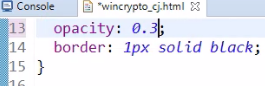 Console *wincrypto_cj.html
13 opacity: 0.3;
14 border: 1px solid black;
15 }